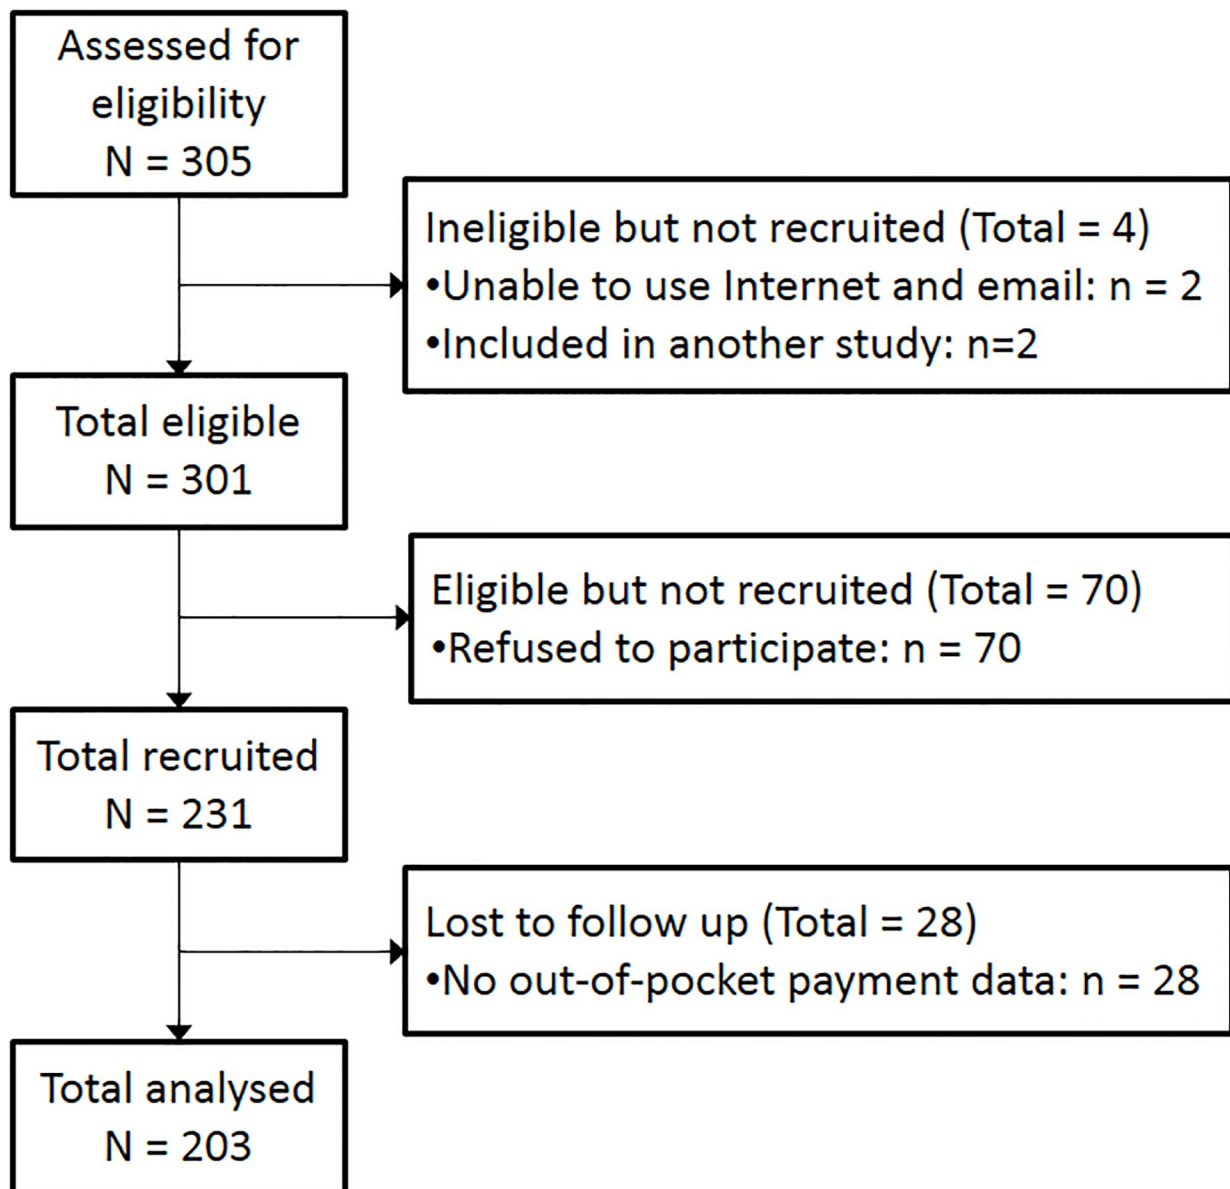 Assessed for
eligibility
N = 305
Ineligible but not recruited (Total = 4)
•Unable to use Internet and email: n = 2
•Included in another study: n=2
Total eligible
N = 301
Eligible but not recruited (Total = 70)
•Refused to participate: n = 70
Total recruited
N = 231
Lost to follow up (Total = 28)
•No out-of-pocket payment data: n = 28
Total analysed
N = 203